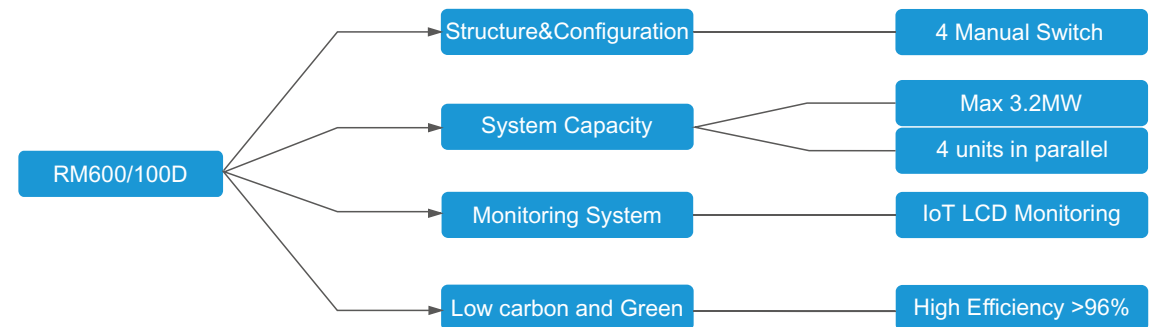 RM600/100D
Structure&Configuration
4 Manual Switch
System Capacity
Max 3.2MW
4 units in parallel
Monitoring System
IoT LCD Monitoring
Low carbon and Green
High Efficiency >96%